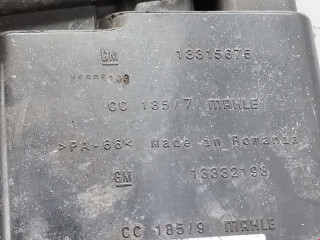 GM 13315675
CC 185/7 MAHLE
>PA-66< Made in Romania
GM 13332199
CC 185/9 MAHLE